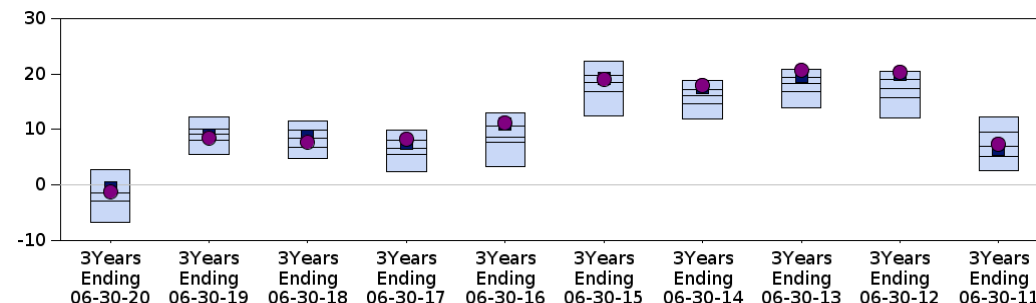 30
20
10
0
-10
3Years 3Years 3Years 3Years 3Years 3Years 3Years 3Years 3Years 3Years
Ending Ending Ending Ending Ending Ending Ending Ending Ending Ending
06-30-20 06-30-19 06-30-18 06-30-17 06-30-16 06-30-15 06-30-14 06-30-13 06-30-12